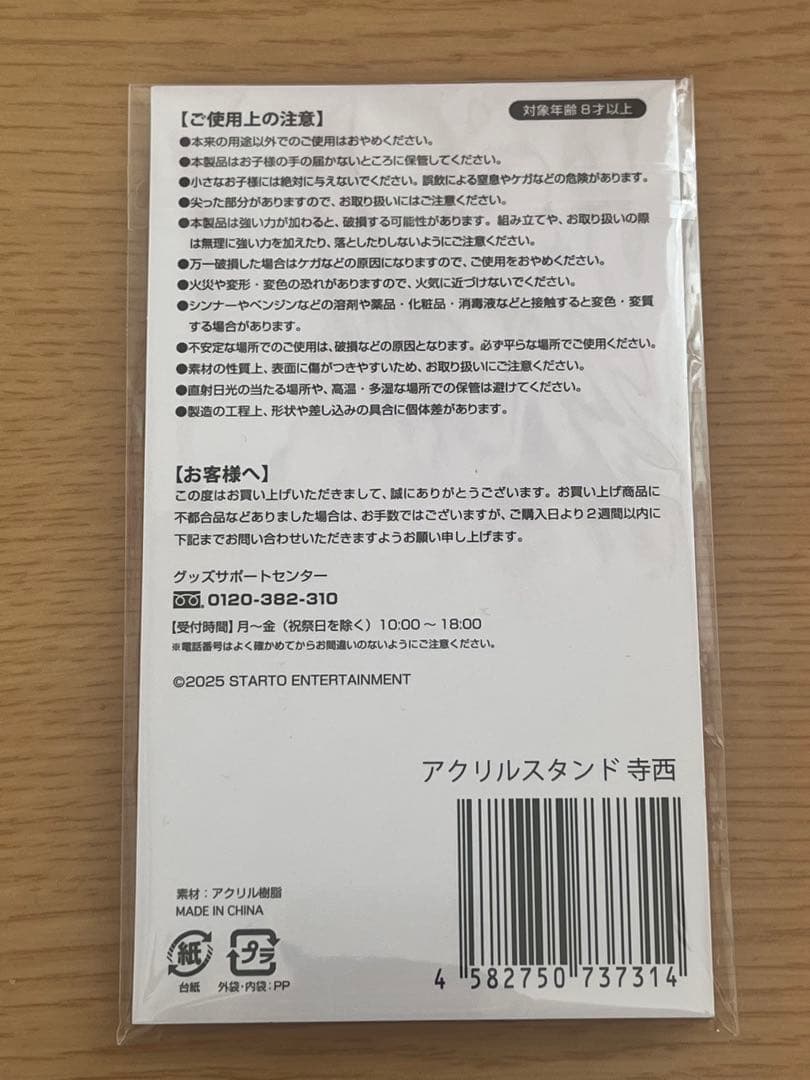 【ご使用上の注意】
対象年齢8才以上
●本来の用途以外でのご使用はおやめください。
●本製品はお子様の手の届かないところに保管してください。
●小さなお子様には絶対に与えないでください。誤飲による窒息やケガなどの危険があります。
●尖った部分がありますので、お取り扱いにはご注意ください。
●本製品は強い力が加わると、破損する可能性があります。組み立てや、お取り扱いの際
は無理に強い力を加えたり、落としたりしないようにご注意ください。
●万一破損した場合はケガなどの原因になりますので、ご使用をおやめください。
●火災や変形・変色の恐れがありますので、火気に近づけないでください。
●シンナーやベンジンなどの溶剤や薬品・化粧品・消毒液などと接触すると変色・変質
する場合があります。
●不安定な場所でのご使用は、破損などの原因となります。必ず平らな場所でご使用ください。
●素材の性質上、表面に傷がつきやすいため、お取り扱いにご注意ください。
●直射日光の当たる場所や、高温・多湿な場所での保管は避けてください。
●製造の工程上、形状や差し込みの具合に個体差があります。
【お客様へ】
この度はお買い上げいただきまして、誠にありがとうございます。お買い上げ商品に
不都合品などありました場合は、お手数ではございますが、ご購入日より2週間以内に
下記までお問い合わせいただきますようお願い申し上げます。
グッズサポートセンター
0120-382-310
【受付時間】月〜金（祝祭日を除く）10:00〜18:00
※電話番号はよく確かめてからお間違いのないようにご注意ください。
©2025 STARTO ENTERTAINMENT
アクリルスタンド 寺西
素材：アクリル樹脂
MADE IN CHINA
紙
プラ
台紙
外袋・内袋：PP
4 582750 737314